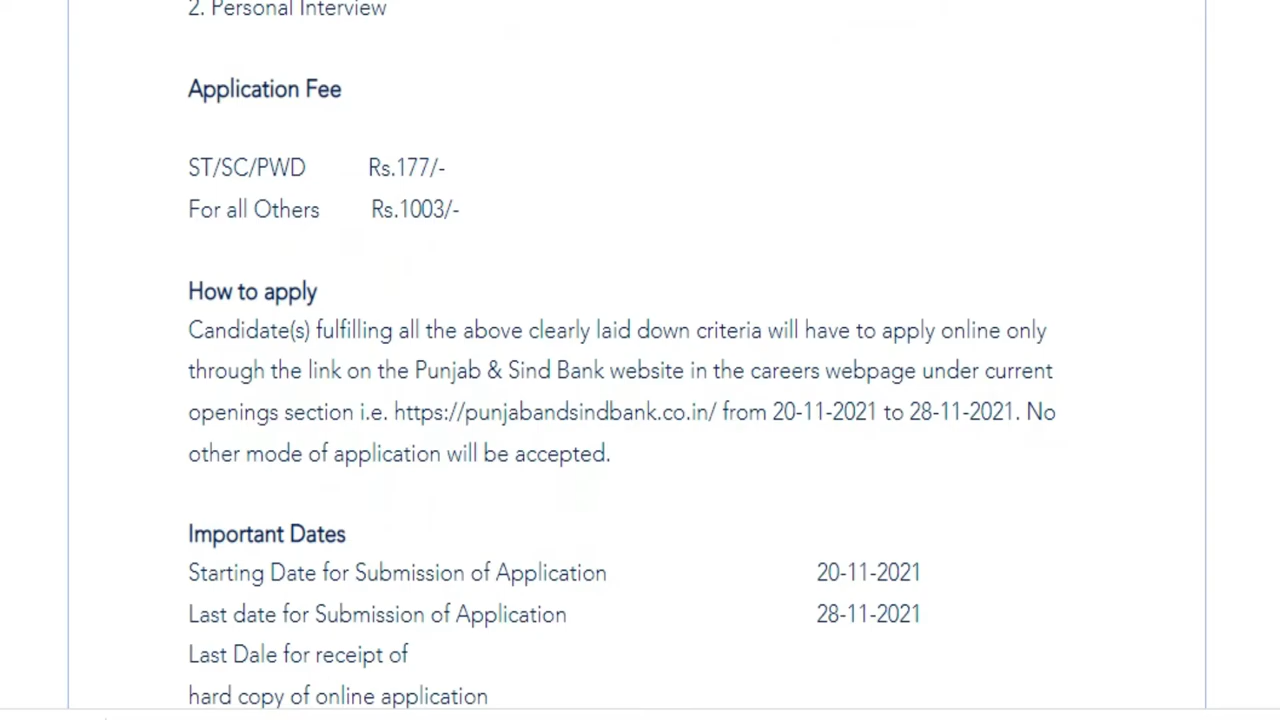 2. Personal Interview
Application Fee
ST/SC/PWD Rs.177/-
For all Others Rs.1003/-
How to apply
Candidate(s) fulfilling all the above clearly laid down criteria will have to apply online only
through the link on the Punjab & Sind Bank website in the careers webpage under current
openings section i.e. https://punjabandsindbank.co.in/ from 20-11-2021 to 28-11-2021. No
other mode of application will be accepted.
Important Dates
Starting Date for Submission of Application 20-11-2021
Last date for Submission of Application 28-11-2021
Last Dale for receipt of
hard copy of online application